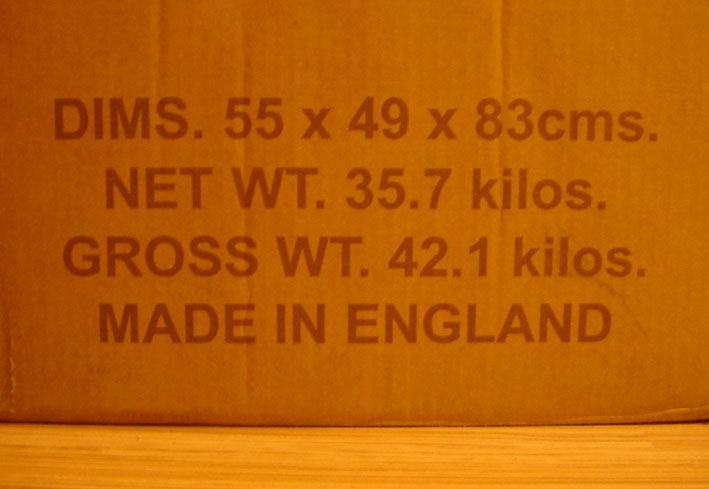 DIMS. 55 x 49 x 83cms.
NET WT. 35.7 kilos.
GROSS WT. 42.1 kilos.
MADE IN ENGLAND